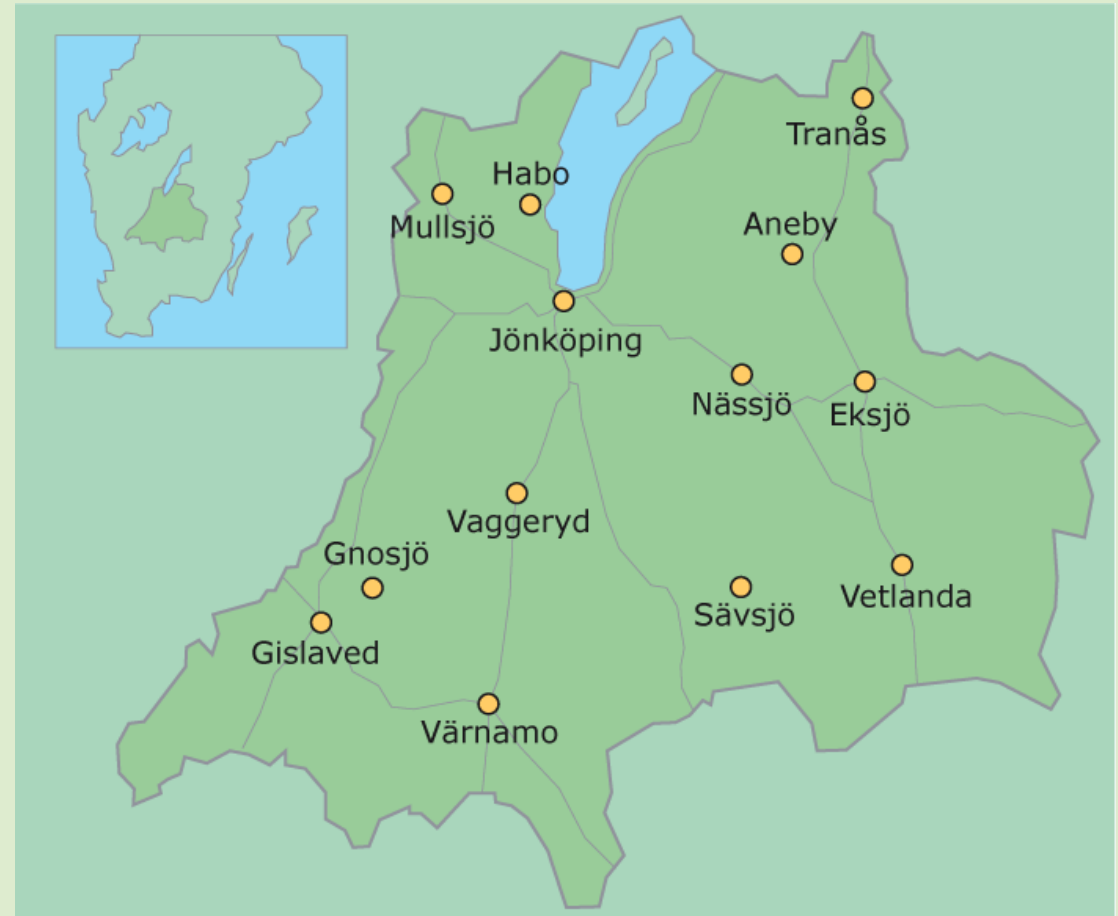 Tranås
Habo
Mullsjö
Aneby
Jönköping
Nässjö
Eksjö
Vaggeryd
Gnosjö
Vetlanda
Sävsjö
Gislaved
Värnamo